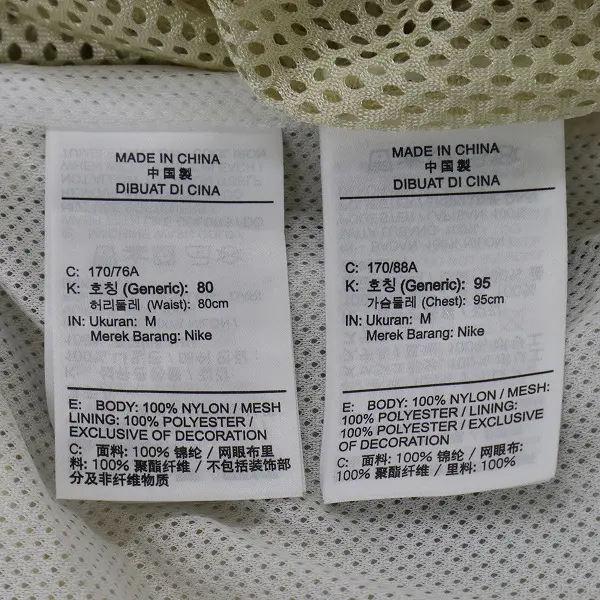 MADE IN CHINA
中国製
DIBUAT DI CINA
C: 170/76A
K: 호칭 (Generic): 80
허리둘레 (Waist): 80cm
IN: Ukuran: M
Merek Barang: Nike
E: BODY: 100% NYLON / MESH
LINING: 100% POLYESTER /
EXCLUSIVE OF DECORATION
C: 面料: 100% 锦纶 / 网眼布里
料: 100% 聚酯纤维 / 不包括装饰部
分及非纤维物质
MADE IN CHINA
中国製
DIBUAT DI CINA
C: 170/88A
K: 호칭 (Generic): 95
가슴둘레 (Chest): 95cm
IN: Ukuran: M
Merek Barang: Nike
E: BODY: 100% NYLON / MESH:
100% POLYESTER / LINING:
100% POLYESTER / EXCLUSIVE
OF DECORATION
C: 面料: 100% 锦纶 / 网眼布:
100% 聚酯纤维 / 里料: 100%